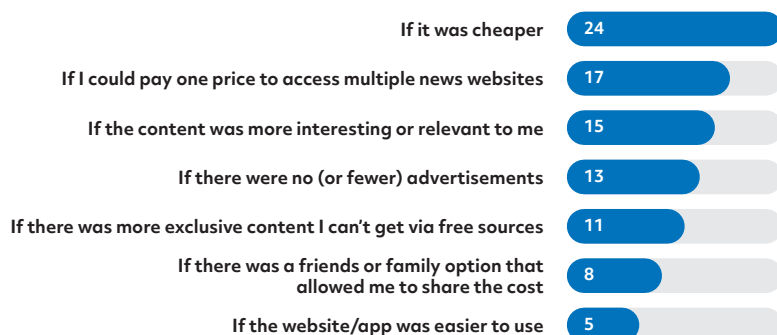 If it was cheaper
24
If I could pay one price to access multiple news websites
17
If the content was more interesting or relevant to me
15
If there were no (or fewer) advertisements
13
If there was more exclusive content I can’t get via free sources
11
If there was a friends or family option that
allowed me to share the cost
8
If the website/app was easier to use
5